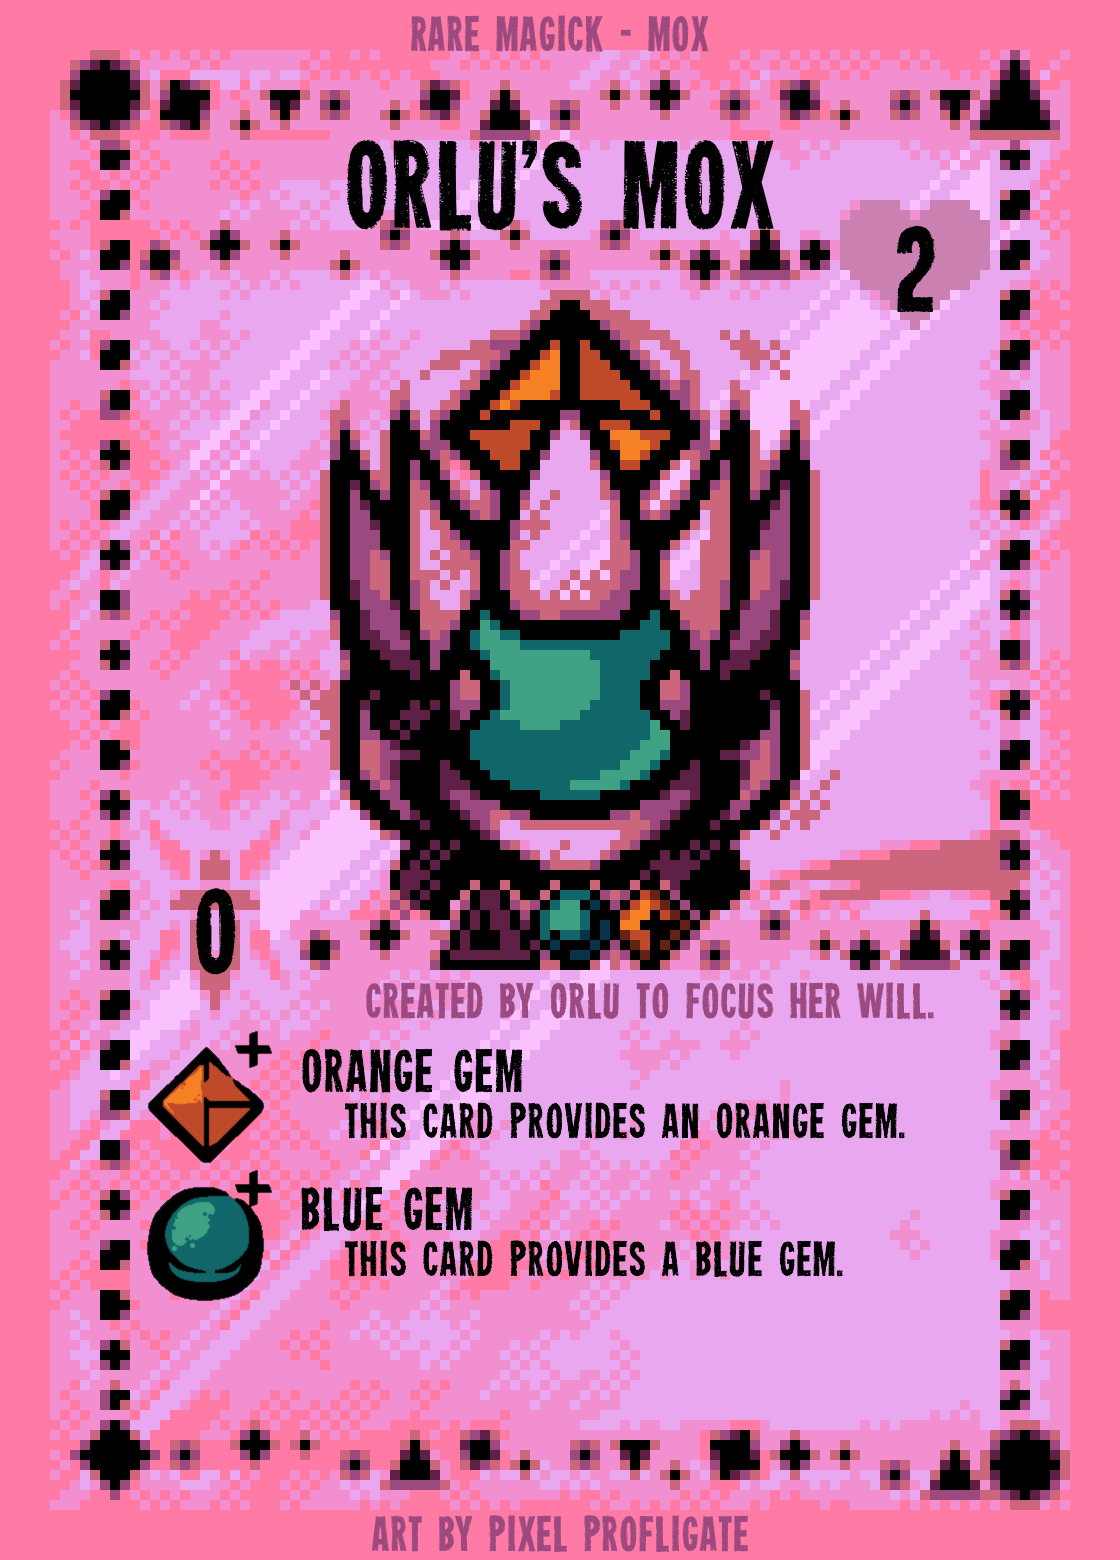 RARE MAGICK - MOX
ORLU'S MOX
2
0
CREATED BY ORLU TO FOCUS HER WILL.
ORANGE GEM
THIS CARD PROVIDES AN ORANGE GEM.
BLUE GEM
THIS CARD PROVIDES A BLUE GEM.
ART BY PIXEL PROFLIGATE